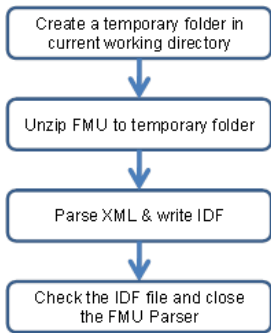 Create a temporary folder in
current working directory
Unzip FMU to temporary folder
Parse XML & write IDF
Check the IDF file and close
the FMU Parser